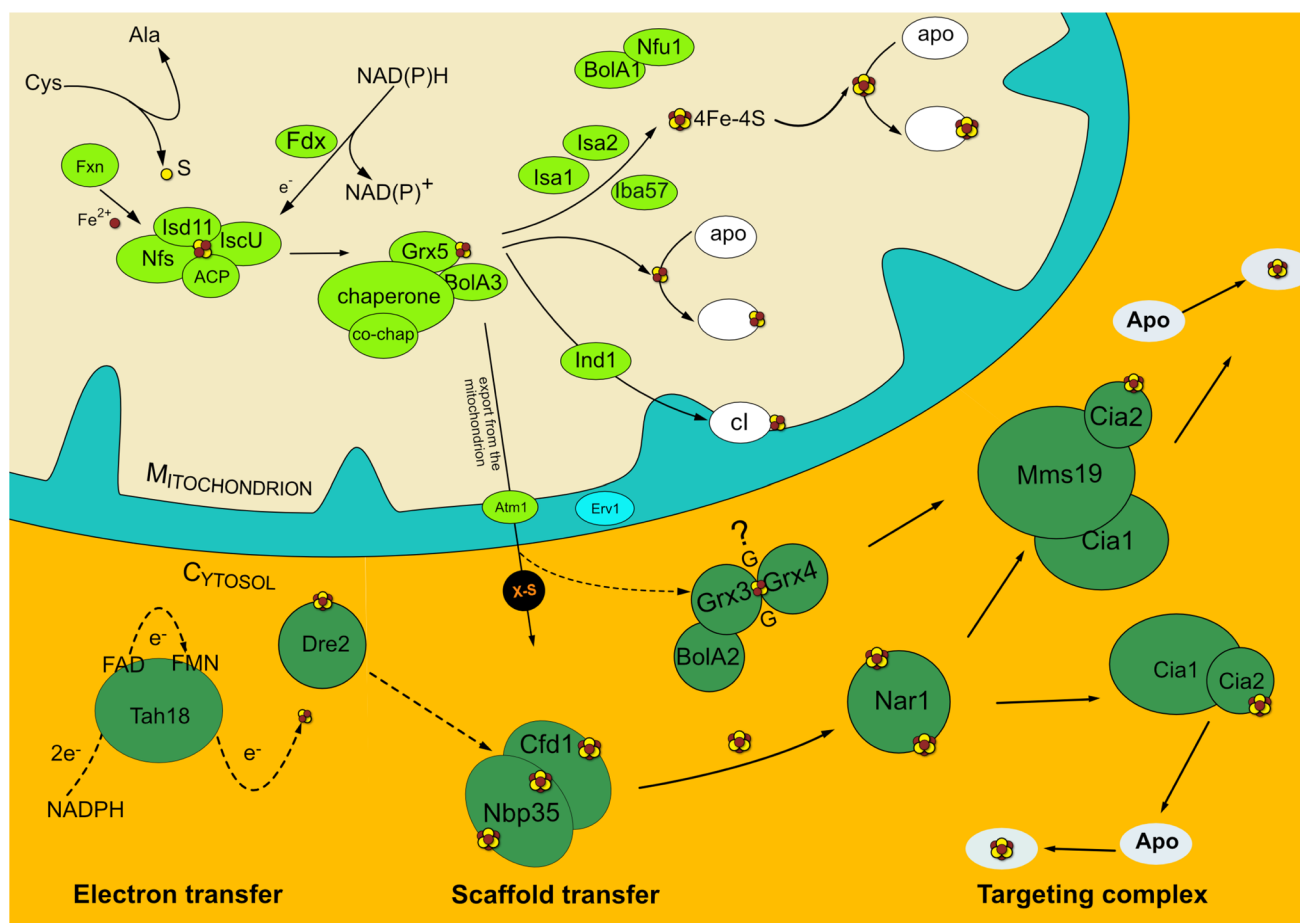 Ala
Cys
S
Fxn
Fe2+
Isd11
IscU
Nfs
ACP
NAD(P)H
Fdx
e-
NAD(P)+
Grx5
BolA3
chaperone
co-chap
Nfu1
BolA1
Isa2
Isa1
Iba57
4Fe-4S
apo
apo
Ind1
cI
export from the
mitochondrion
MITOCHONDRION
Atm1
Erv1
CYTOSOL
X-S
?
G
Grx3
Grx4
G
BolA2
e-
FAD
FMN
Tah18
2e-
e-
NADPH
Dre2
Cfd1
Nbp35
Nar1
Cia2
Mms19
Cia1
Apo
Cia1
Cia2
Apo
Electron transfer
Scaffold transfer
Targeting complex